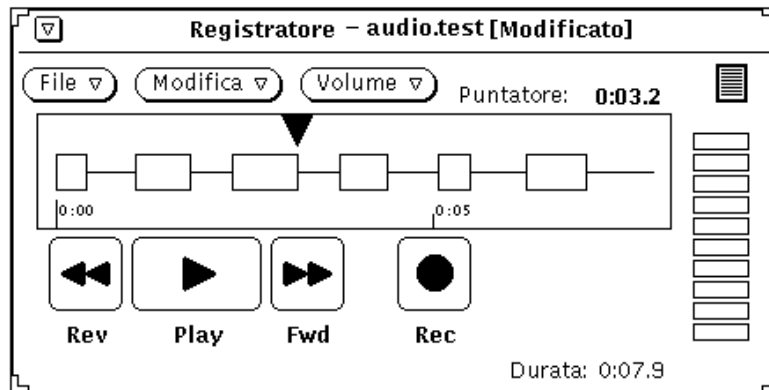 Registratore – audio.test [Modificato]
File Modifica Volume Puntatore: 0:03.2
0:00 0:05
Rev Play Fwd Rec
Durata: 0:07.9